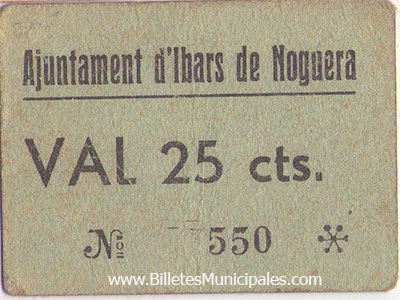 Ajuntament d'Ibars de Noguera
VAL 25 cts.
№ 550 *
www.BilletesMunicipales.com